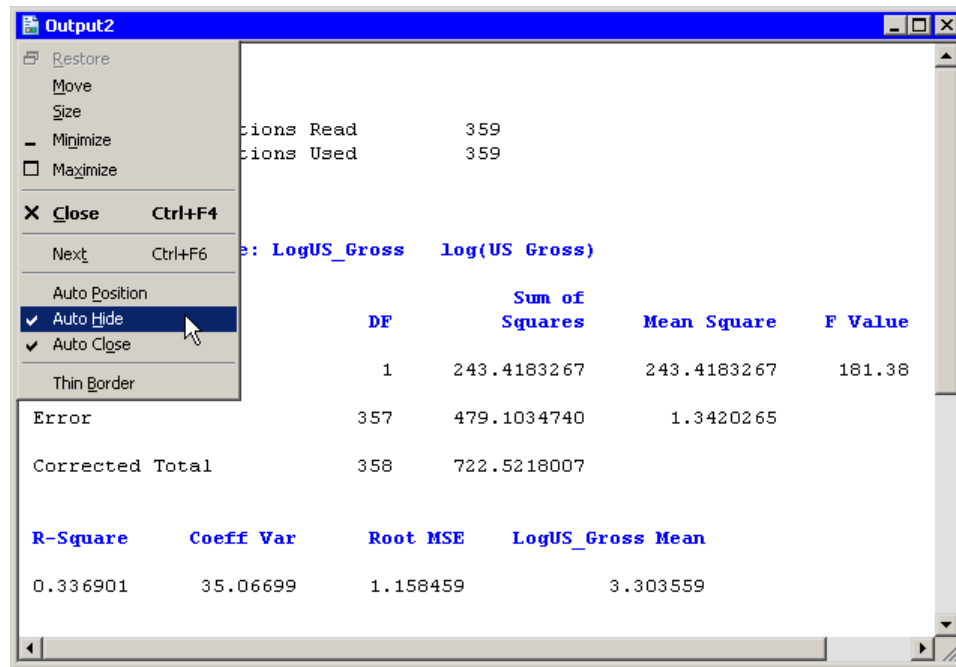 Output2
Restore
Move
Size
Minimize
Maximize
Close Ctrl+F4
Next Ctrl+F6
Auto Position
Auto Hide
Auto Close
Thin Border
tions Read 359
tions Used 359
e: LogUS_Gross log(US Gross)
Sum of
DF Squares Mean Square F Value
1 243.4183267 243.4183267 181.38
Error 357 479.1034740 1.3420265
Corrected Total 358 722.5218007
R-Square Coeff Var Root MSE LogUS_Gross Mean
0.336901 35.06699 1.158459 3.303559